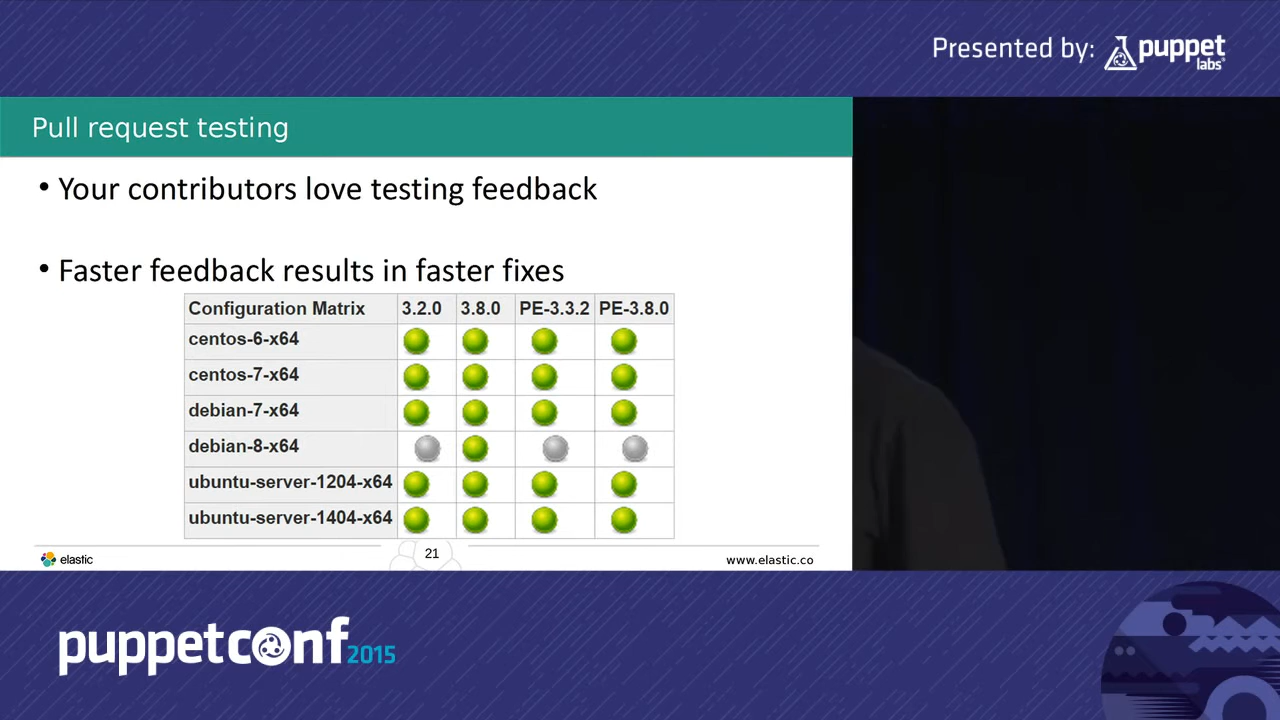 Presented by: puppet labs
Pull request testing
• Your contributors love testing feedback
• Faster feedback results in faster fixes
Configuration Matrix 3.2.0 3.8.0 PE-3.3.2 PE-3.8.0
centos-6-x64
centos-7-x64
debian-7-x64
debian-8-x64
ubuntu-server-1204-x64
ubuntu-server-1404-x64
elastic 21 www.elastic.co
puppetconf 2015